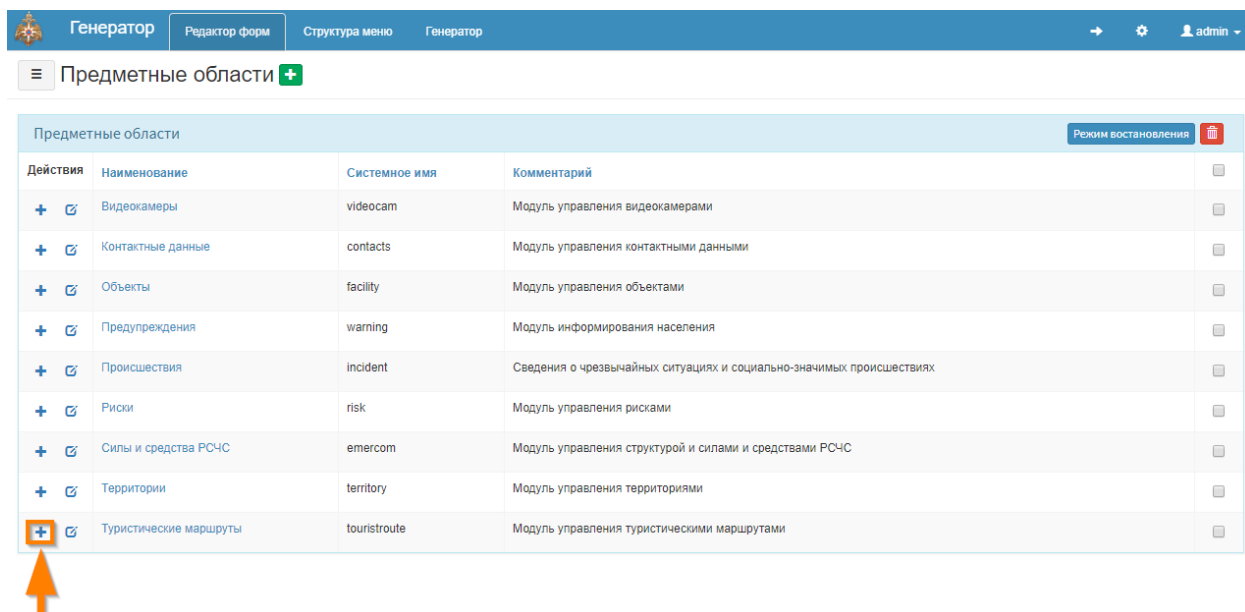 Генератор Редактор форм Структура меню Генератор admin
Предметные области
Предметные области Режим востановления
Действия Наименование Системное имя Комментарий
Видеокамеры videocam Модуль управления видеокамерами
Контактные данные contacts Модуль управления контактными данными
Объекты facility Модуль управления объектами
Предупреждения warning Модуль информирования населения
Происшествия incident Сведения о чрезвычайных ситуациях и социально-значимых происшествиях
Риски risk Модуль управления рисками
Силы и средства РСЧС emercom Модуль управления структурой и силами и средствами РСЧС
Территории territory Модуль управления территориями
Туристические маршруты touristroute Модуль управления туристическими маршрутами